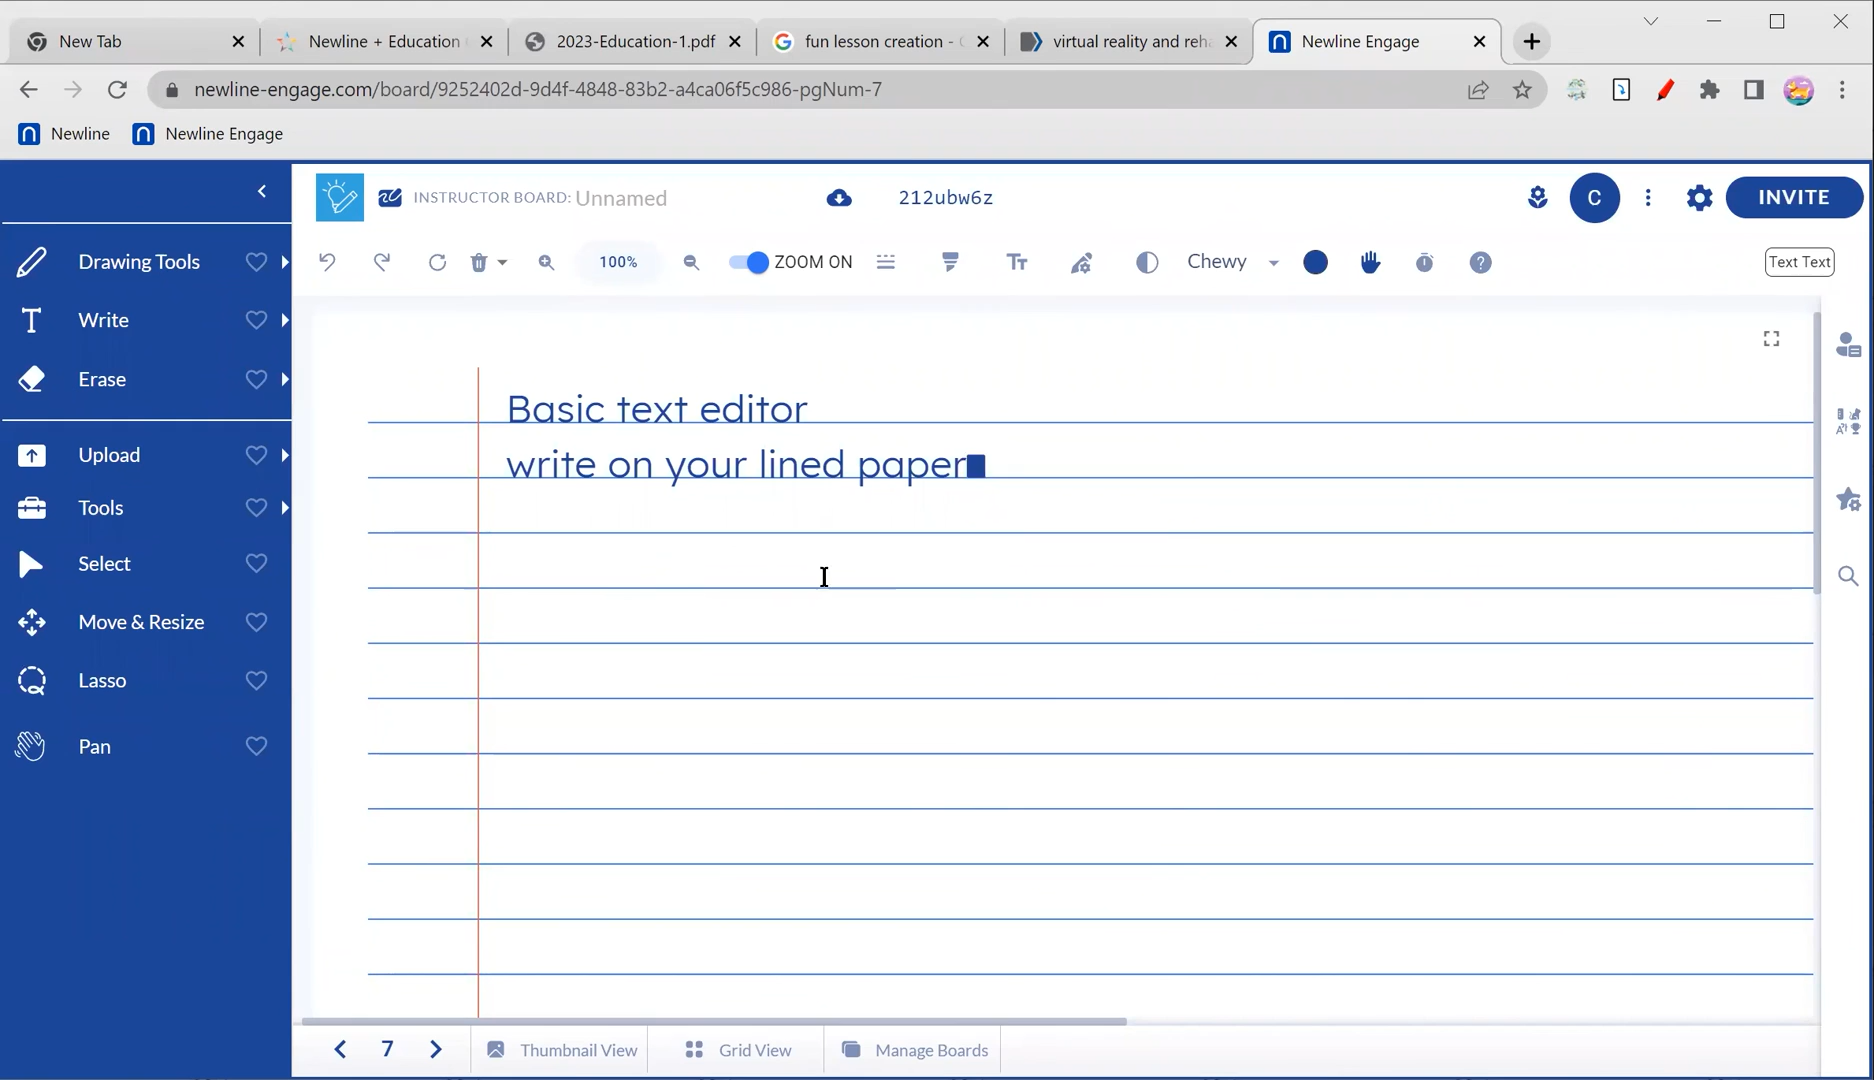 New Tab
Newline + Education
2023-Education-1.pdf
fun lesson creation -
virtual reality and reh
Newline Engage
newline-engage.com/board/9252402d-9d4f-4848-83b2-a4ca06f5c986-pgNum-7
Newline
Newline Engage
INSTRUCTOR BOARD: Unnamed
212ubw6z
C
INVITE
100%
ZOOM ON
Tт
Chewy
Text Text
Drawing Tools
Write
Erase
Upload
Tools
Select
Move & Resize
Lasso
Pan
Basic text editor
write on your lined paper
7
Thumbnail View
Grid View
Manage Boards